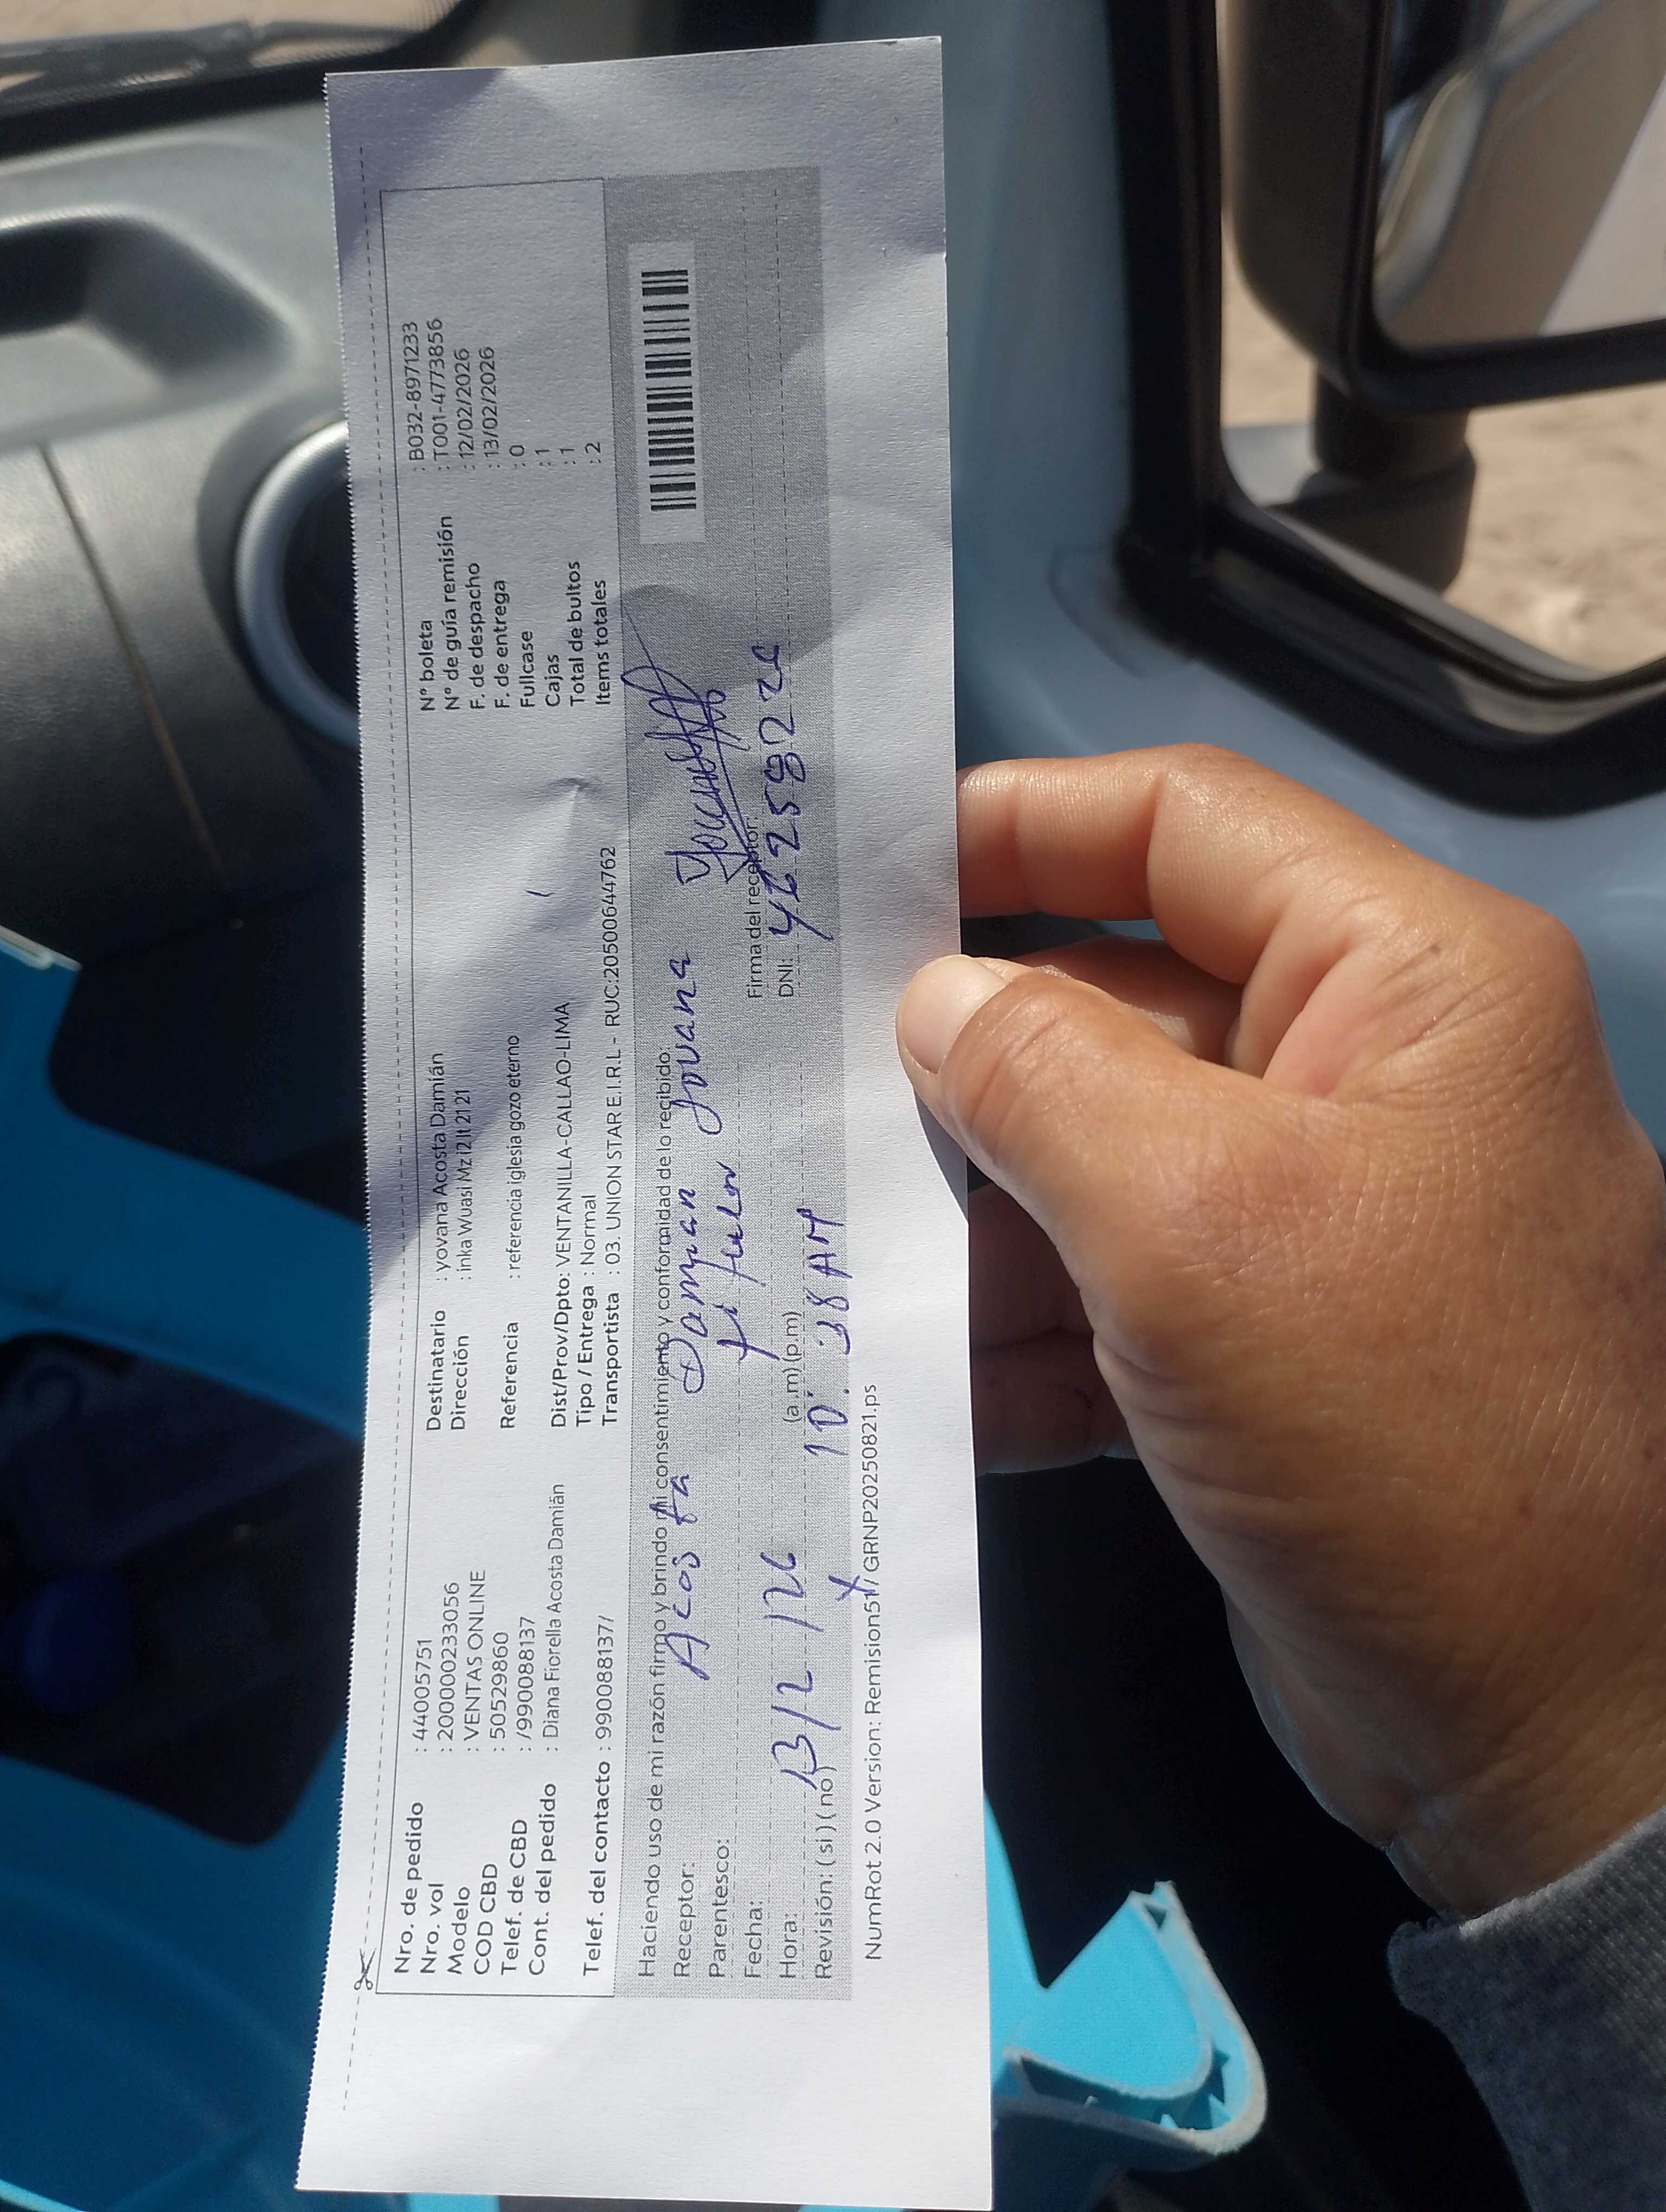 Nro. de pedido : 44005751
Nro. vol : 200000233056
Modelo : VENTAS ONLINE
COD CBD : 50529860
Telef. de CBD : /990088137
Cont. del pedido : Diana Fiorella Acosta Damián
Telef. del contacto : 990088137/
Destinatario : yovana Acosta Damián
Dirección : inka Wuasi Mz l2 lt 21 21
Referencia : referencia iglesia gozo eterno
Dist/Prov/Dpto: VENTANILLA-CALLAO-LIMA
Tipo / Entrega : Normal
Transportista : 03. UNION STAR E.I.R.L - RUC:20500644762
N° boleta : B032-8971233
N° de guía remisión : T001-4773856
F. de despacho : 12/02/2026
F. de entrega : 13/02/2026
Fullcase : 0
Cajas : 1
Total de bultos : 1
Items totales : 2
Haciendo uso de mi razón firmo y brindo mi consentimiento y conformidad de lo recibido:
Receptor: Acosta Damian Jovana
Parentesco: titular
Fecha: 13/2/26
Hora: 10:38 AM (a.m) (p.m)
Revisión: ( si ) ( no ) x
Firma del receptor:
DNI:
NumRot 2.0 Version: Remision51 / GRNP20250821.ps